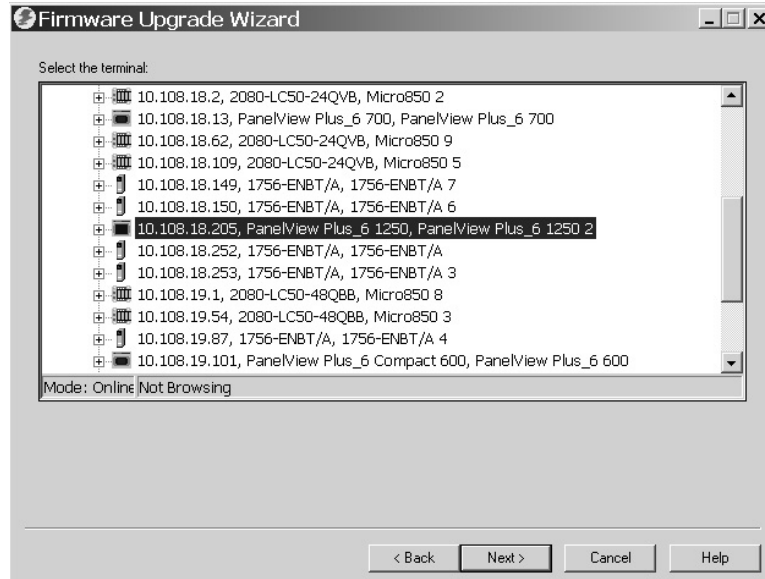 Firmware Upgrade Wizard
Select the terminal:
10.108.18.2, 2080-LC50-24QVB, Micro850 2
10.108.18.13, PanelView Plus_6 700, PanelView Plus_6 700
10.108.18.62, 2080-LC50-24QVB, Micro850 9
10.108.18.109, 2080-LC50-24QVB, Micro850 5
10.108.18.149, 1756-ENBT/A, 1756-ENBT/A 7
10.108.18.150, 1756-ENBT/A, 1756-ENBT/A 6
10.108.18.205, PanelView Plus_6 1250, PanelView Plus_6 1250 2
10.108.18.252, 1756-ENBT/A, 1756-ENBT/A
10.108.18.253, 1756-ENBT/A, 1756-ENBT/A 3
10.108.19.1, 2080-LC50-48QBB, Micro850 8
10.108.19.54, 2080-LC50-48QBB, Micro850 3
10.108.19.87, 1756-ENBT/A, 1756-ENBT/A 4
10.108.19.101, PanelView Plus_6 Compact 600, PanelView Plus_6 600
Mode: Online Not Browsing
< Back Next > Cancel Help